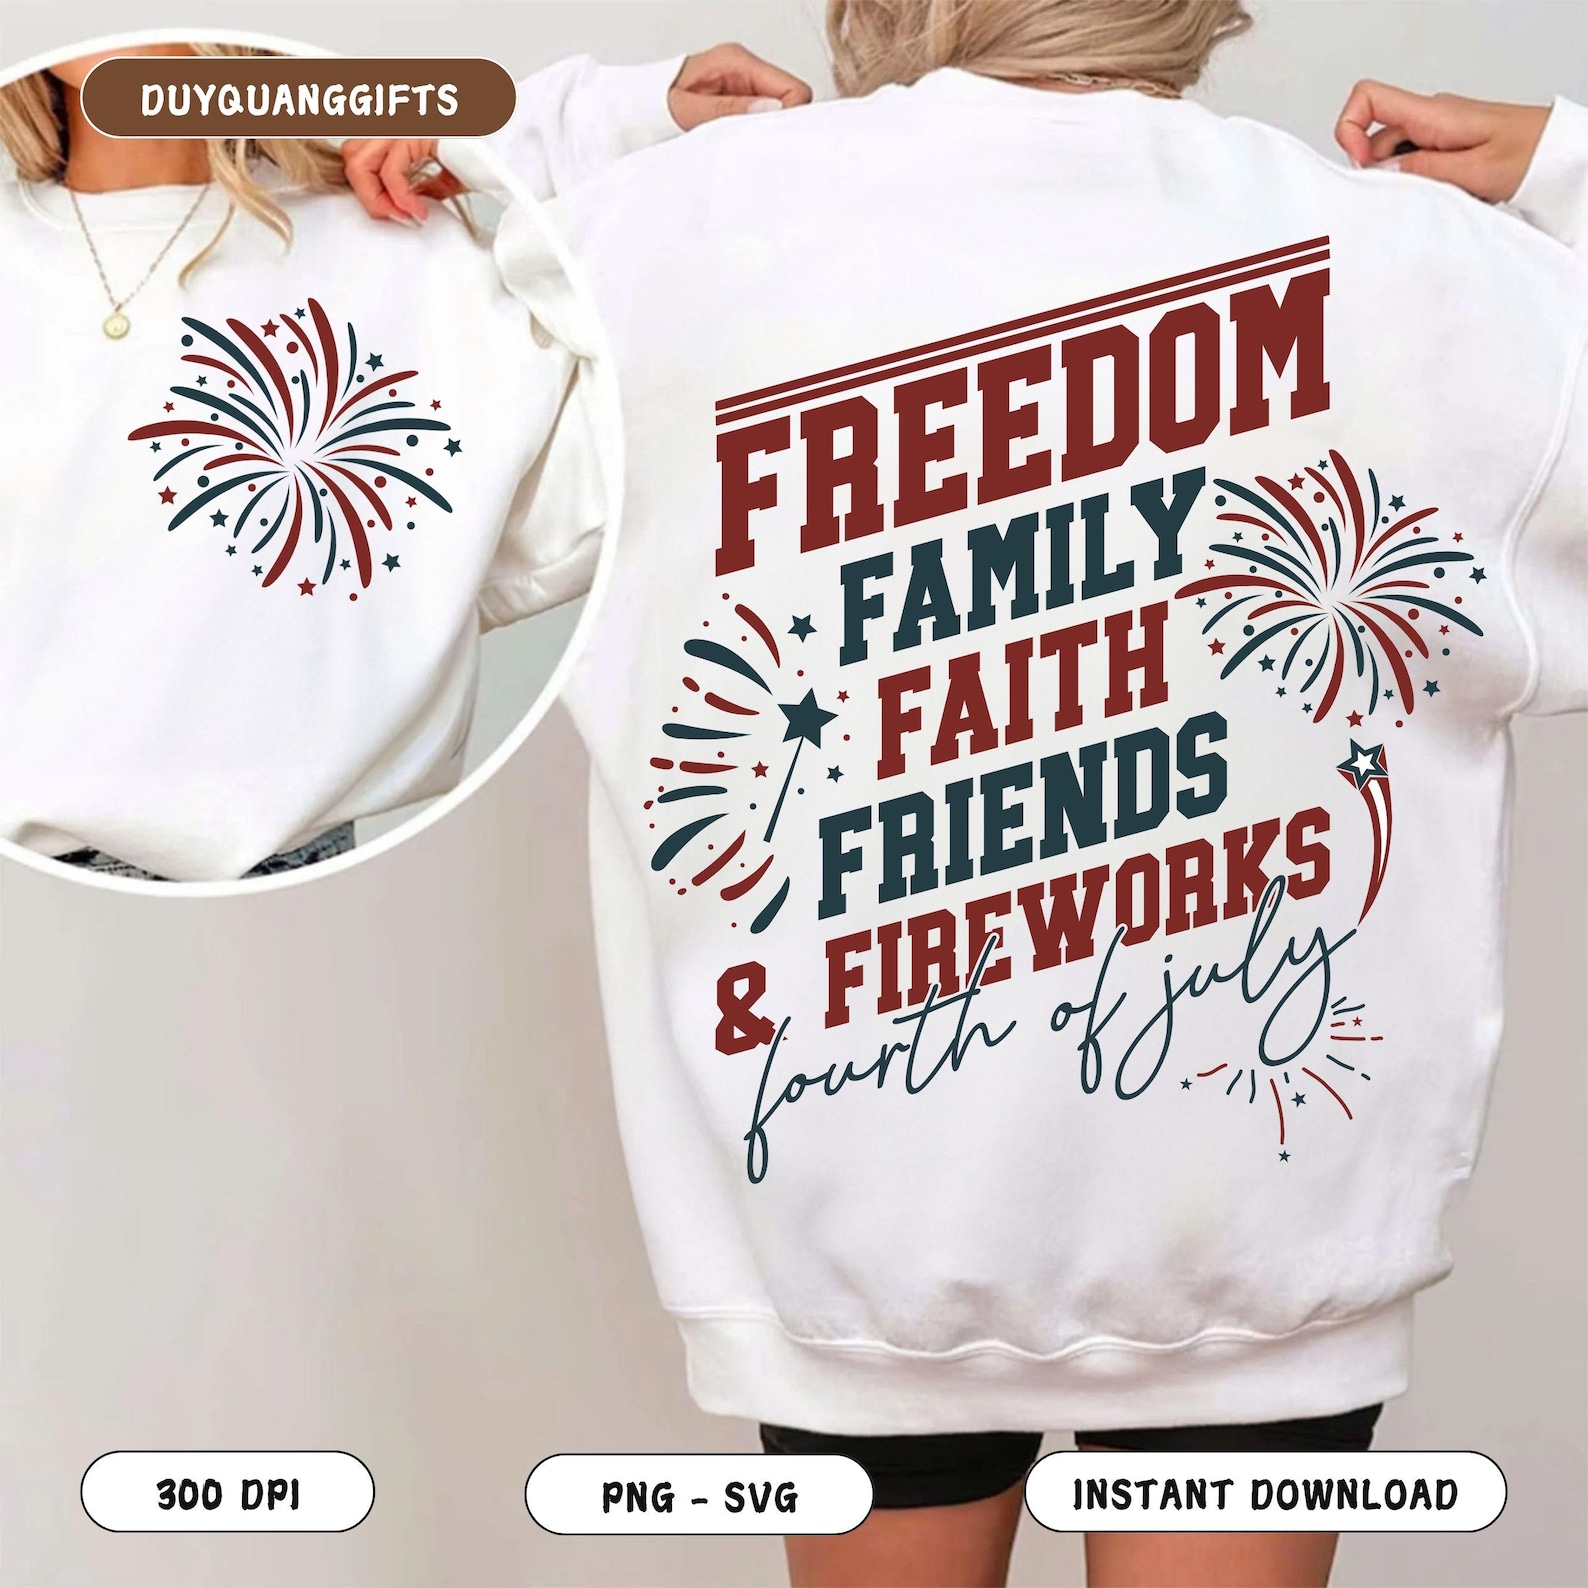 DUYQUANGGIFTS
FREEDOM
FAMILY
FAITH
FRIENDS
& FIREWORKS
fourth of july
300 DPI
PNG - SVG
INSTANT DOWNLOAD